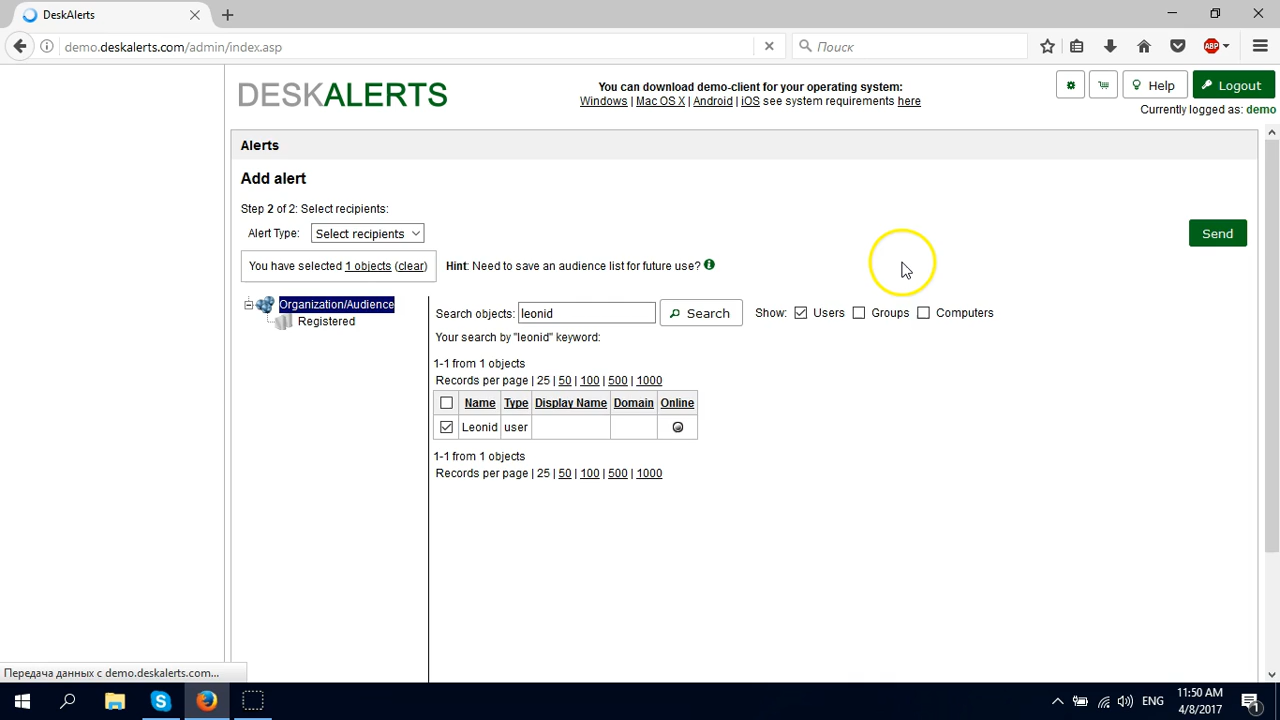 DeskAlerts
demo.deskalerts.com/admin/index.asp
Поиск
ABP
DESKALERTS
You can download demo-client for your operating system:
Windows | Mac OS X | Android | iOS see system requirements here
Help
Logout
Currently logged as: demo
Alerts
Add alert
Step 2 of 2: Select recipients:
Alert Type: Select recipients
Send
You have selected 1 objects (clear)
Hint: Need to save an audience list for future use?
Organization/Audience
Registered
Search objects: leonid Search Show: Users Groups Computers
Your search by "leonid" keyword:
1-1 from 1 objects
Records per page | 25 | 50 | 100 | 500 | 1000
Name Type Display Name Domain Online
Leonid user
1-1 from 1 objects
Records per page | 25 | 50 | 100 | 500 | 1000
Передача данных с demo.deskalerts.com...
ENG
11:50 AM
4/8/2017
1